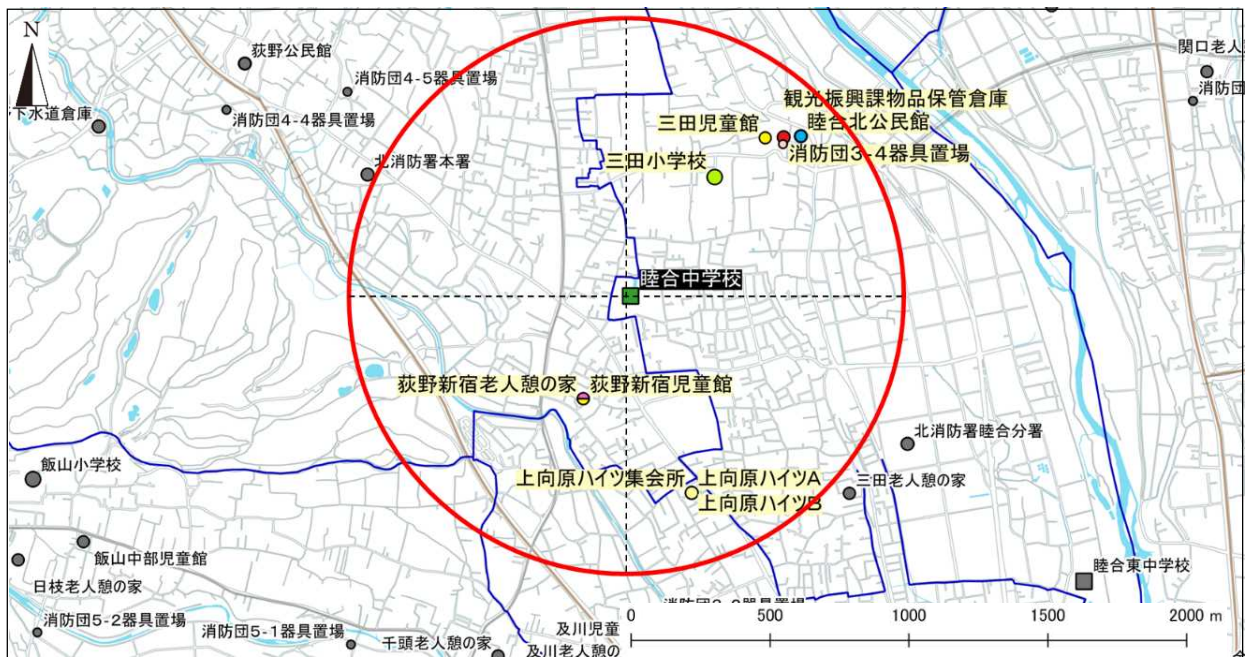 N
荻野公民館
関口老人
消防団4-5器具置場
消防団
観光振興課物品保管倉庫
下水道倉庫
消防団4-4器具置場
三田児童館
睦合北公民館
消防団3-4器具置場
北消防署本署
三田小学校
睦合中学校
荻野新宿老人憩の家
荻野新宿児童館
北消防署睦合分署
飯山小学校
上向原ハイツ集会所
上向原ハイツA
三田老人憩の家
上向原ハイツB
飯山中部児童館
睦合東中学校
日枝老人憩の家
0
500
1000
1500
2000 m
消防団5-2器具置場
消防団5-1器具置場
及川児童
千頭老人憩の家
及川老人憩の